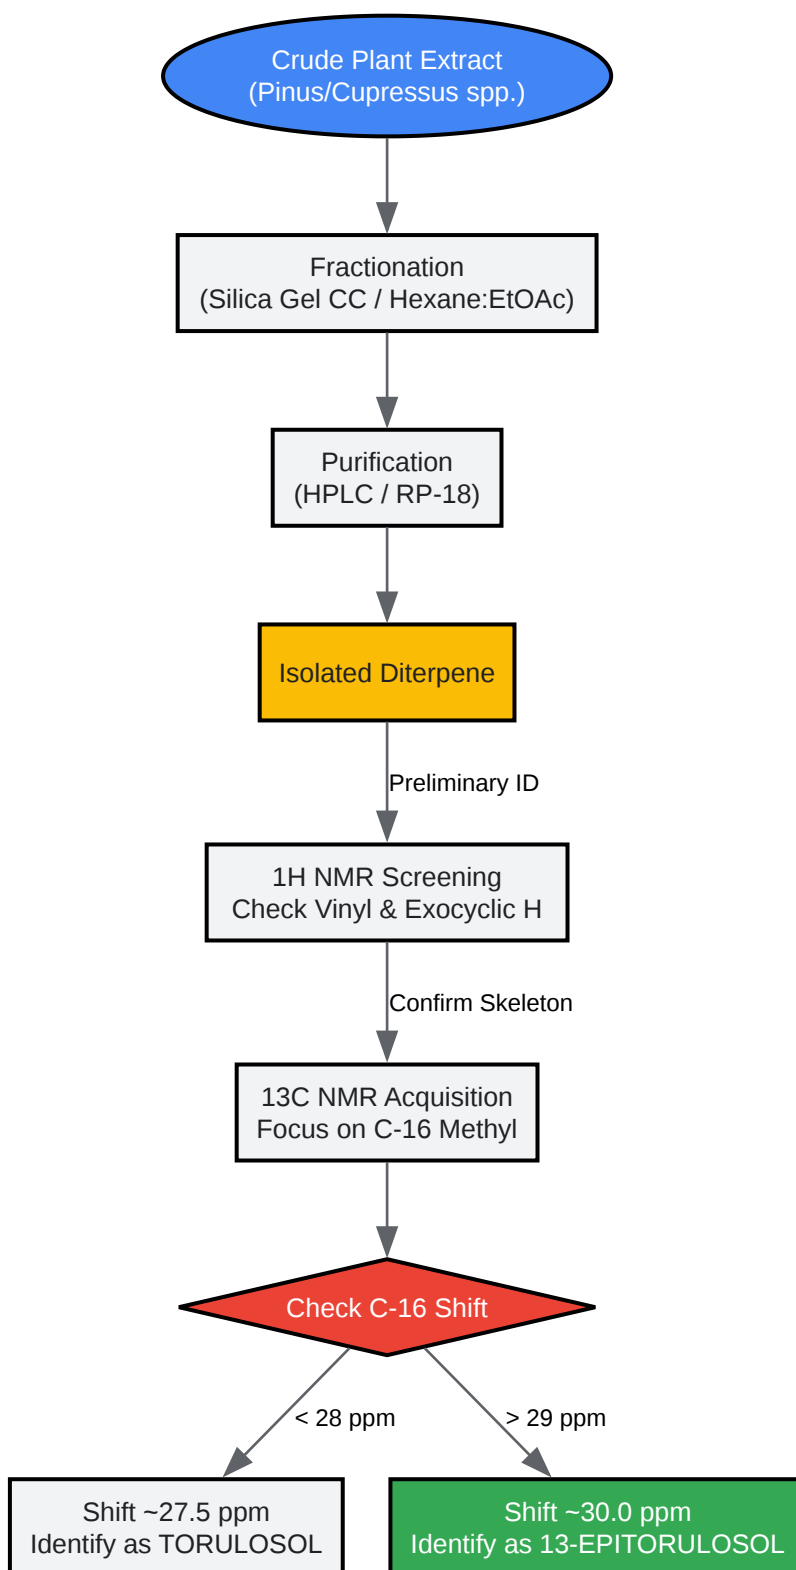 Crude Plant Extract
(Pinus/Cupressus spp.)
Fractionation
(Silica Gel CC / Hexane:EtOAc)
Purification
(HPLC / RP-18)
Isolated Diterpene
Preliminary ID
1H NMR Screening
Check Vinyl & Exocyclic H
Confirm Skeleton
13C NMR Acquisition
Focus on C-16 Methyl
Check C-16 Shift
< 28 ppm
> 29 ppm
Shift ~27.5 ppm
Identify as TORULOSOL
Shift ~30.0 ppm
Identify as 13-EPITORULOSOL